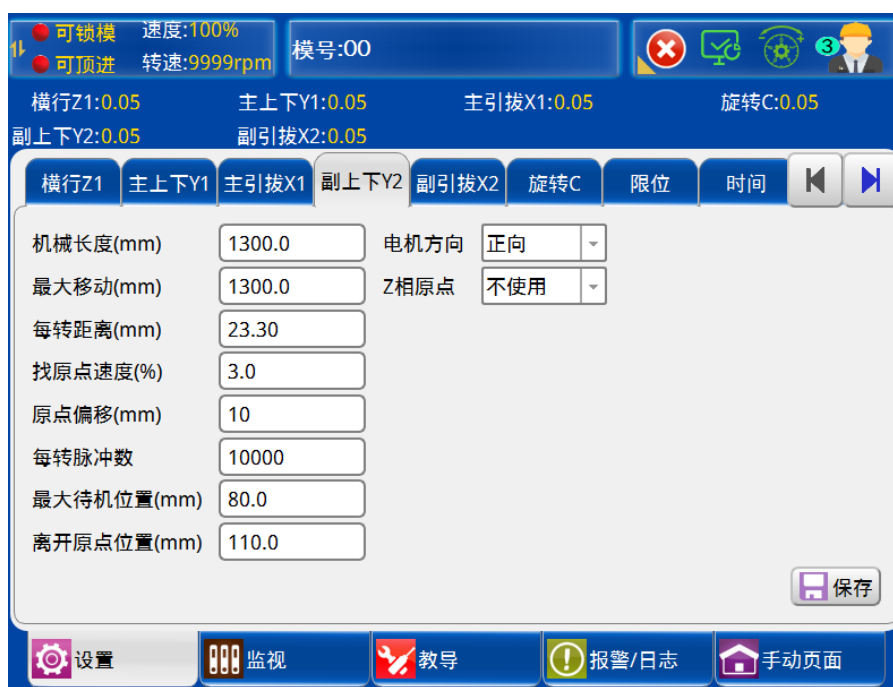 可锁模 速度:100%
可顶进 转速:9999rpm
模号:00
3
横行Z1:0.05 主上下Y1:0.05 主引拔X1:0.05 旋转C:0.05
副上下Y2:0.05 副引拔X2:0.05
横行Z1 主上下Y1 主引拔X1 副上下Y2 副引拔X2 旋转C 限位 时间
机械长度(mm) 1300.0 电机方向 正向
最大移动(mm) 1300.0 Z相原点 不使用
每转距离(mm) 23.30
找原点速度(%) 3.0
原点偏移(mm) 10
每转脉冲数 10000
最大待机位置(mm) 80.0
离开原点位置(mm) 110.0
保存
设置 监视 教导 报警/日志 手动页面